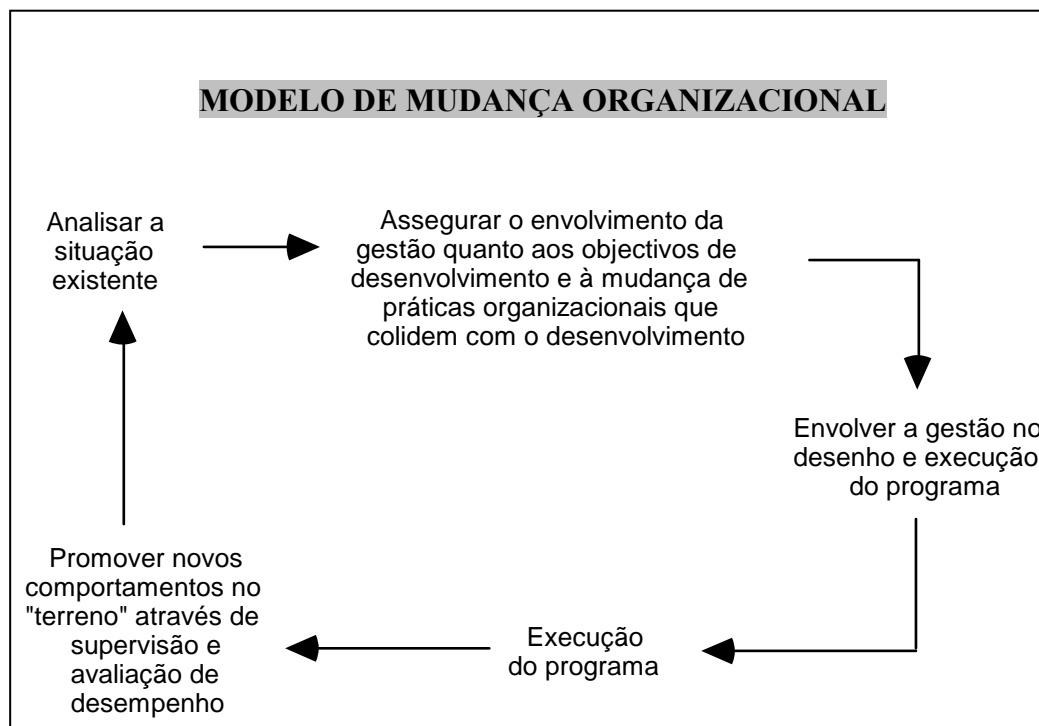 MODELO DE MUDANÇA ORGANIZACIONAL
Analisar a
situação
existente
Assegurar o envolvimento da
gestão quanto aos objectivos de
desenvolvimento e à mudança de
práticas organizacionais que
colidem com o desenvolvimento
Envolver a gestão no
desenho e execução
do programa
Execução
do programa
Promover novos
comportamentos no
"terreno" através de
supervisão e
avaliação de
desempenho